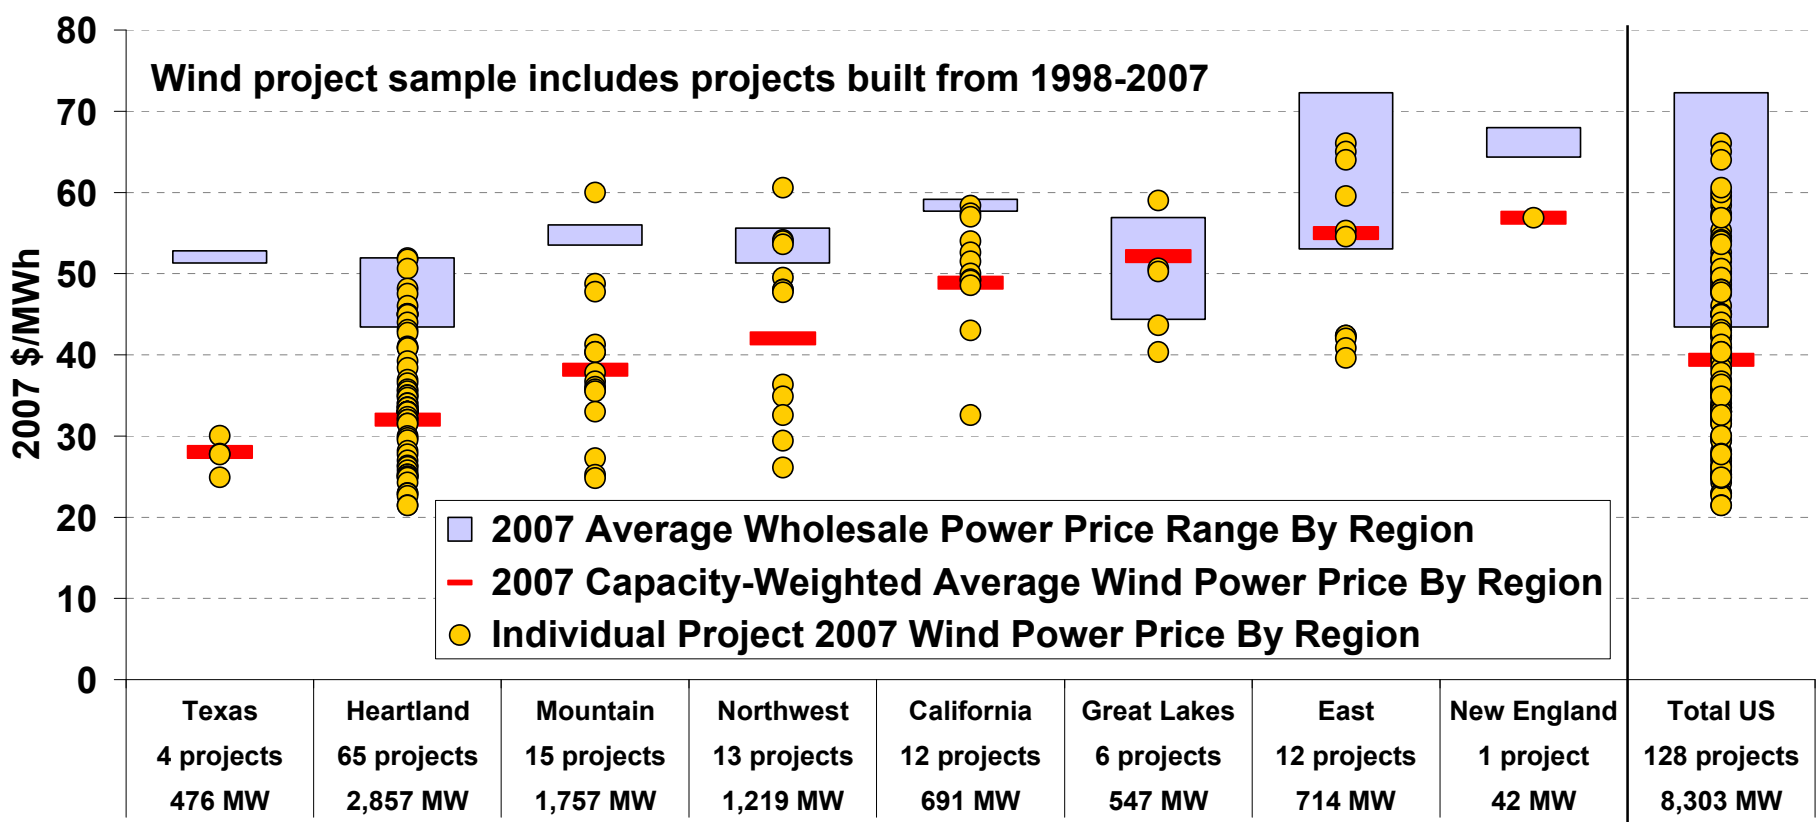 80
Wind project sample includes projects built from 1998-2007
70
60
50
40
30
20
10
0
2007 $/MWh
2007 Average Wholesale Power Price Range By Region
2007 Capacity-Weighted Average Wind Power Price By Region
Individual Project 2007 Wind Power Price By Region
Texas Heartland Mountain Northwest California Great Lakes East New England Total US
4 projects 65 projects 15 projects 13 projects 12 projects 6 projects 12 projects 1 project 128 projects
476 MW 2,857 MW 1,757 MW 1,219 MW 691 MW 547 MW 714 MW 42 MW 8,303 MW